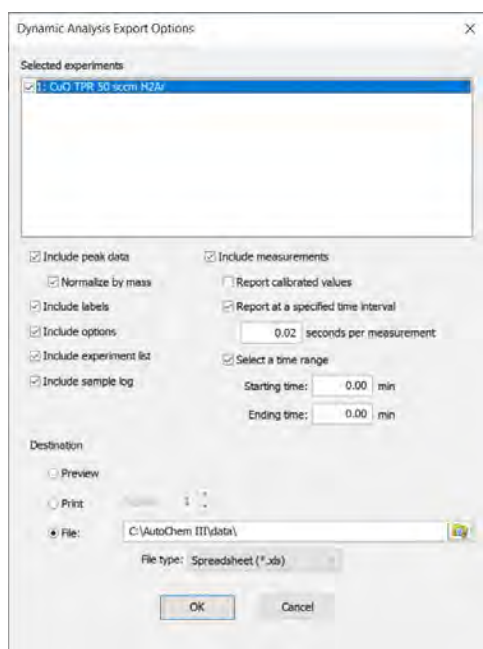 Dynamic Analysis Export Options
Selected experiments
1: CuO TPR 50 sccm H2Ar
Include peak data
Include measurements
Normalize by mass
Report calibrated values
Include labels
Report at a specified time interval
Include options
0.02 seconds per measurement
Include experiment list
Select a time range
Include sample log
Starting time: 0.00 min
Ending time: 0.00 min
Destination
Preview
Print 1
File: C:\AutoChem III\data\
File type: Spreadsheet (*.xls)
OK Cancel